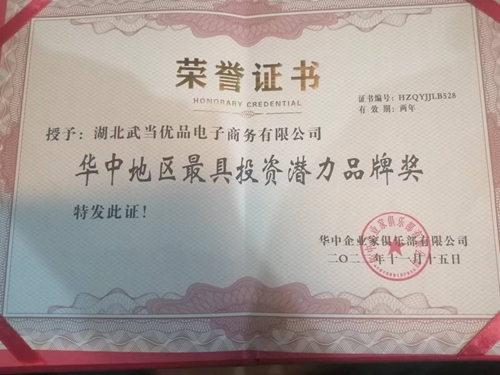 荣誉证书
HONORARY CREDENTIAL
证书编号：HZQYJJLB528
有 效 期：两年
授予：湖北武当优品电子商务有限公司
华中地区最具投资潜力品牌奖
特发此证！
华中企业家俱乐部有限公司
二〇二二年十一月十五日